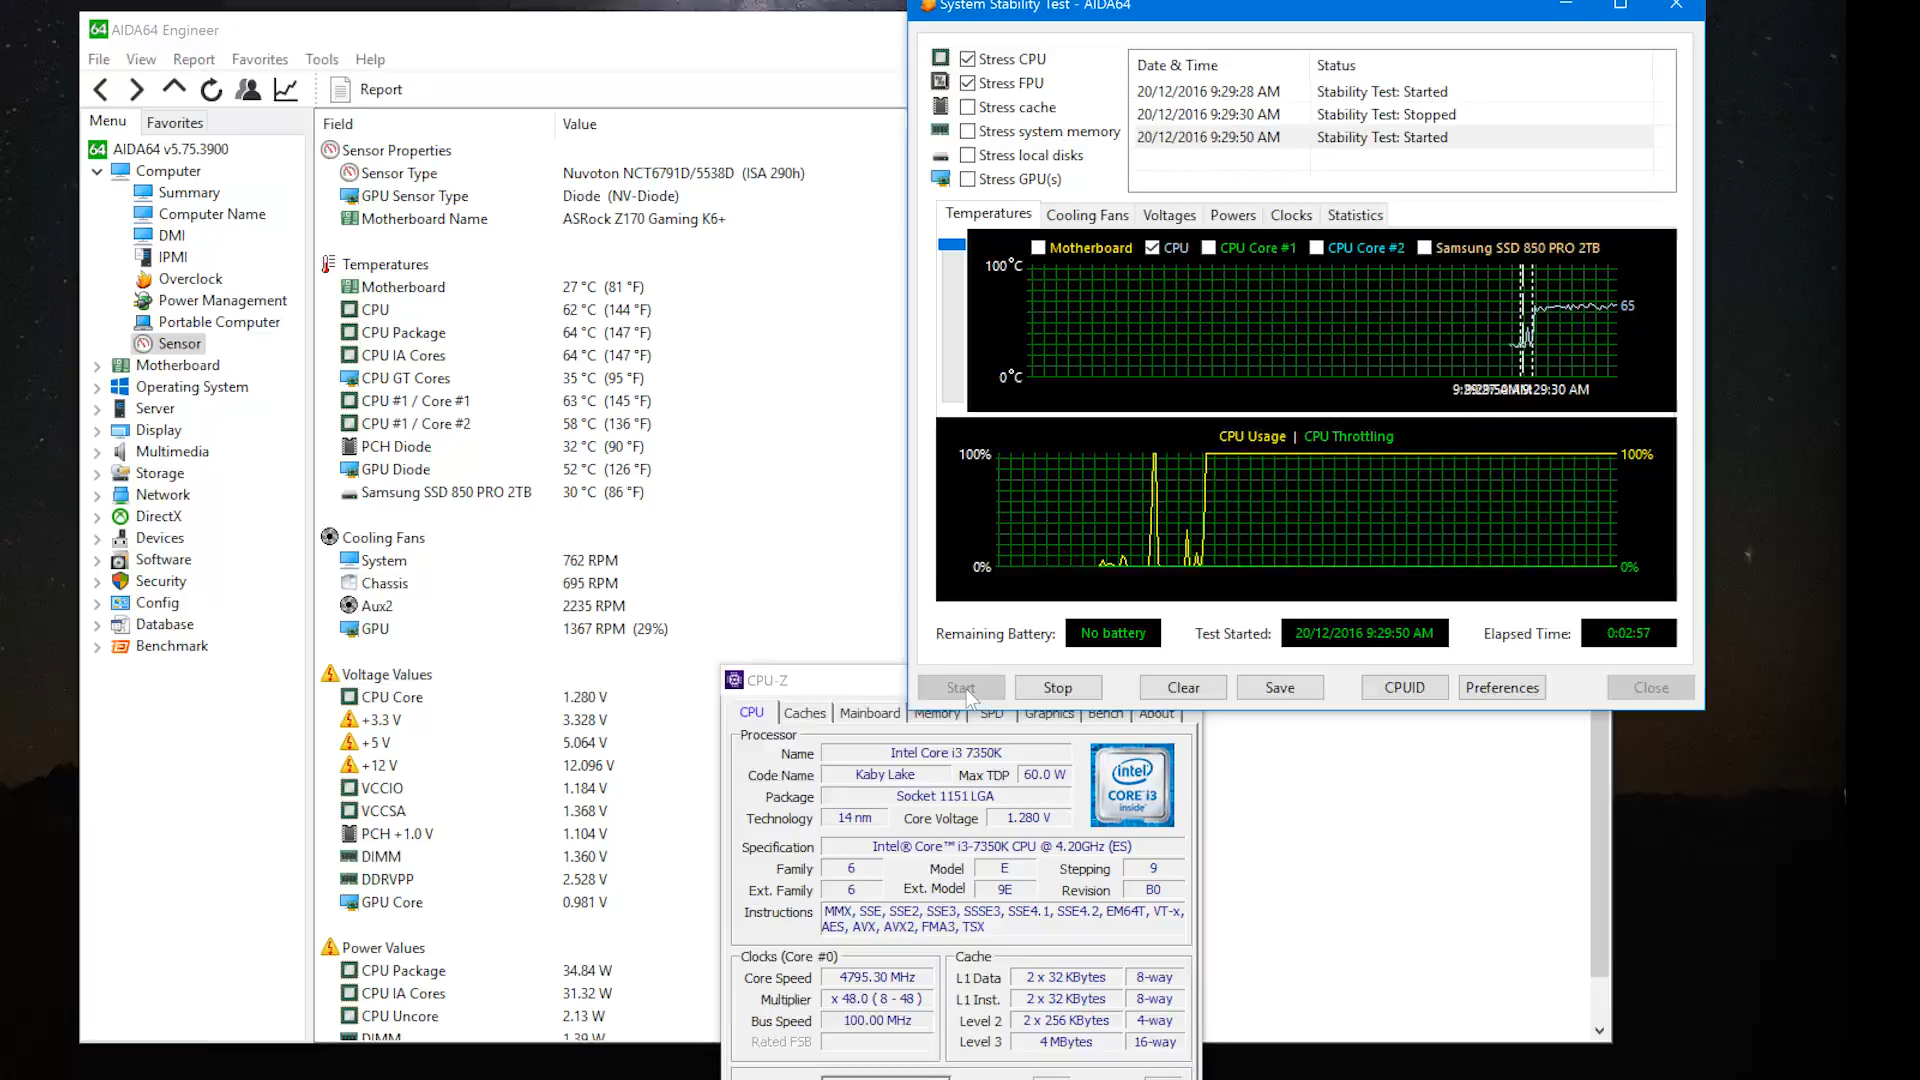 AIDA64 Engineer
File View Report Favorites Tools Help
Report
Menu Favorites
AIDA64 v5.75.3900
Computer
Summary
Computer Name
DMI
IPMI
Overclock
Power Management
Portable Computer
Sensor
Motherboard
Operating System
Server
Display
Multimedia
Storage
Network
DirectX
Devices
Software
Security
Config
Database
Benchmark
Field Value
Sensor Properties
Sensor Type Nuvoton NCT6791D/5538D (ISA 290h)
GPU Sensor Type Diode (NV-Diode)
Motherboard Name ASRock Z170 Gaming K6+
Temperatures
Motherboard 27 °C (81 °F)
CPU 62 °C (144 °F)
CPU Package 64 °C (147 °F)
CPU IA Cores 64 °C (147 °F)
CPU GT Cores 35 °C (95 °F)
CPU #1 / Core #1 63 °C (145 °F)
CPU #1 / Core #2 58 °C (136 °F)
PCH Diode 32 °C (90 °F)
GPU Diode 52 °C (126 °F)
Samsung SSD 850 PRO 2TB 30 °C (86 °F)
Cooling Fans
System 762 RPM
Chassis 695 RPM
Aux2 2235 RPM
GPU 1367 RPM (29%)
Voltage Values
CPU Core 1.280 V
+3.3 V 3.328 V
+5 V 5.064 V
+12 V 12.096 V
VCCIO 1.184 V
VCCSA 1.368 V
PCH +1.0 V 1.104 V
DIMM 1.360 V
DDRVPP 2.528 V
GPU Core 0.981 V
Power Values
CPU Package 34.84 W
CPU IA Cores 31.32 W
CPU Uncore 2.13 W
DIMM 1.39 W
System Stability Test - AIDA64
Stress CPU
Stress FPU
Stress cache
Stress system memory
Stress local disks
Stress GPU(s)
Date & Time Status
20/12/2016 9:29:28 AM Stability Test: Started
20/12/2016 9:29:30 AM Stability Test: Stopped
20/12/2016 9:29:50 AM Stability Test: Started
Temperatures Cooling Fans Voltages Powers Clocks Statistics
Motherboard CPU CPU Core #1 CPU Core #2 Samsung SSD 850 PRO 2TB
100°C
65
0°C
9:29:30 AM
CPU Usage | CPU Throttling
100% 100%
0% 0%
Remaining Battery: No battery Test Started: 20/12/2016 9:29:50 AM Elapsed Time: 0:02:57
Start Stop Clear Save CPUID Preferences Close
CPU-Z
CPU Caches Mainboard Memory SPD Graphics Bench About
Processor
Name Intel Core i3 7350K
Code Name Kaby Lake Max TDP 60.0 W
Package Socket 1151 LGA
Technology 14 nm Core Voltage 1.280 V
intel
CORE i3
inside
Specification Intel® Core™ i3-7350K CPU @ 4.20GHz (ES)
Family 6 Model E Stepping 9
Ext. Family 6 Ext. Model 9E Revision B0
Instructions MMX, SSE, SSE2, SSE3, SSSE3, SSE4.1, SSE4.2, EM64T, VT-x,
AES, AVX, AVX2, FMA3, TSX
Clocks (Core #0)
Core Speed 4795.30 MHz
Multiplier x 48.0 ( 8 - 48 )
Bus Speed 100.00 MHz
Rated FSB
Cache
L1 Data 2 x 32 KBytes 8-way
L1 Inst. 2 x 32 KBytes 8-way
Level 2 2 x 256 KBytes 4-way
Level 3 4 MBytes 16-way